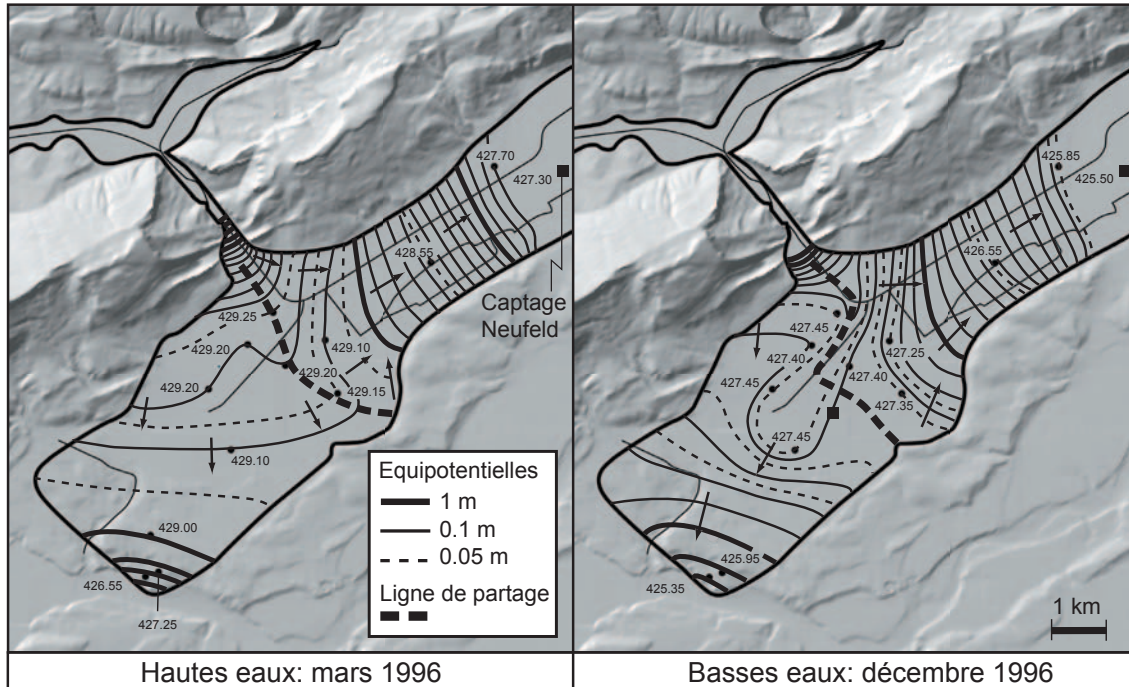 427.70
427.30
428.55
Captage
Neufeld
429.25
429.20
429.10
429.20
429.20
429.15
429.10
429.00
426.55
427.25
Equipotentielles
1 m
0.1 m
0.05 m
Ligne de partage
Hautes eaux: mars 1996
425.85
425.50
426.55
427.45
427.40
427.25
427.45
427.40
427.35
427.45
425.95
425.35
1 km
Basses eaux: décembre 1996